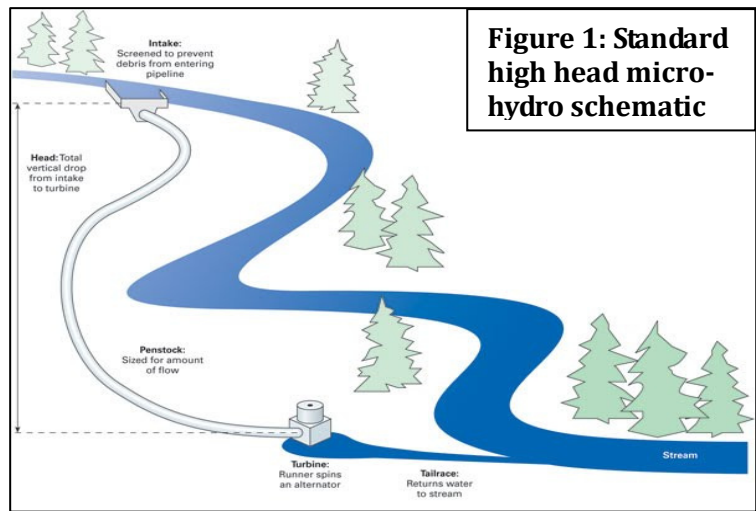 Figure 1: Standard
high head micro-
hydro schematic
Intake:
Screened to prevent
debris from entering
pipeline
Head: Total
vertical drop
from intake
to turbine
Penstock:
Sized for amount
of flow
Turbine:
Runner spins
an alternator
Tailrace:
Returns water
to stream
Stream